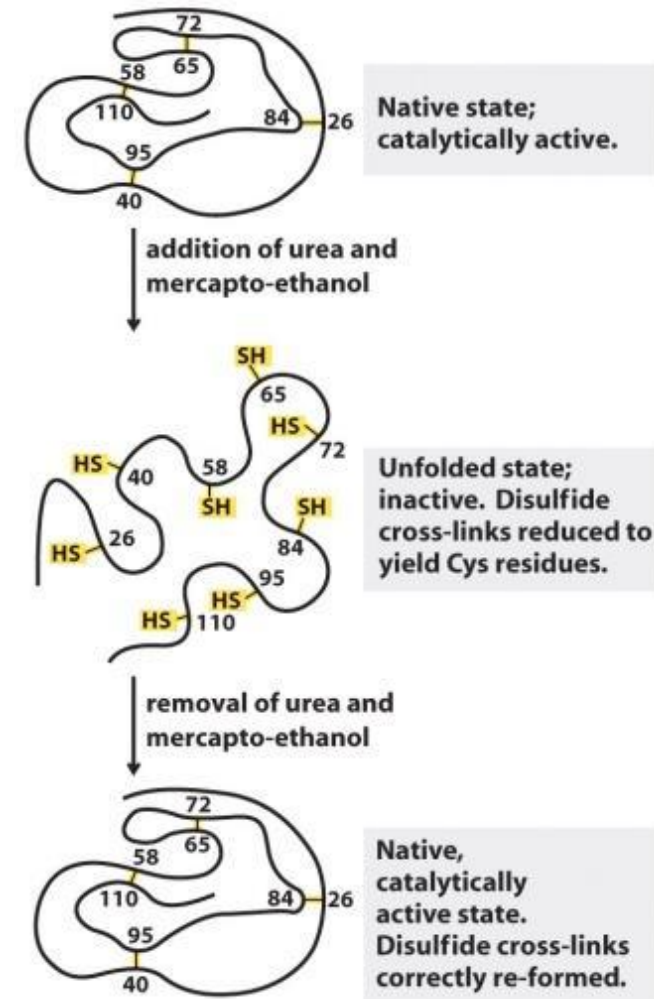 72
65
58
110
84
26
95
40
Native state;
catalytically active.
addition of urea and
mercapto-ethanol
SH
65
HS
72
HS
40
58
SH
SH
84
HS
26
95
HS
HS
110
Unfolded state;
inactive. Disulfide
cross-links reduced to
yield Cys residues.
removal of urea and
mercapto-ethanol
72
65
58
110
84
26
95
40
Native,
catalytically
active state.
Disulfide cross-links
correctly re-formed.